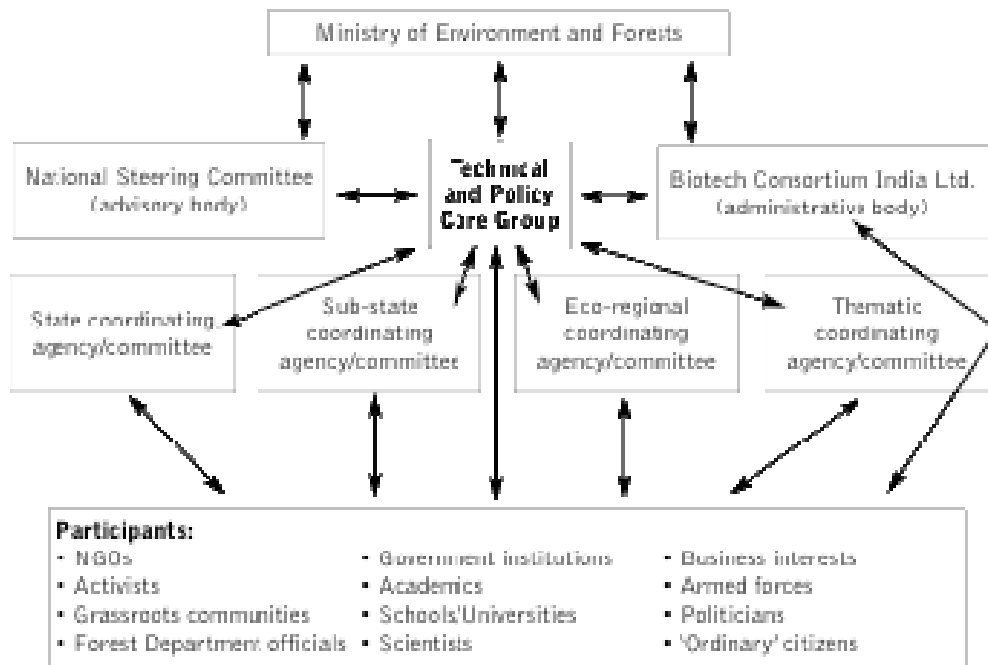 Ministry of Environment and Forests
National Steering Committee
(advisory body)
Technical
and Policy
Core Group
Biotech Consortium India Ltd.
(administrative body)
State coordinating
agency/committee
Sub-state
coordinating
agency/committee
Eco-regional
coordinating
agency/committee
Thematic
coordinating
agency/committee
Participants:
• NGOs
• Activists
• Grassroots communities
• Forest Department officials
• Government institutions
• Academics
• Schools/Universities
• Scientists
• Business interests
• Armed forces
• Politicians
• 'Ordinary' citizens